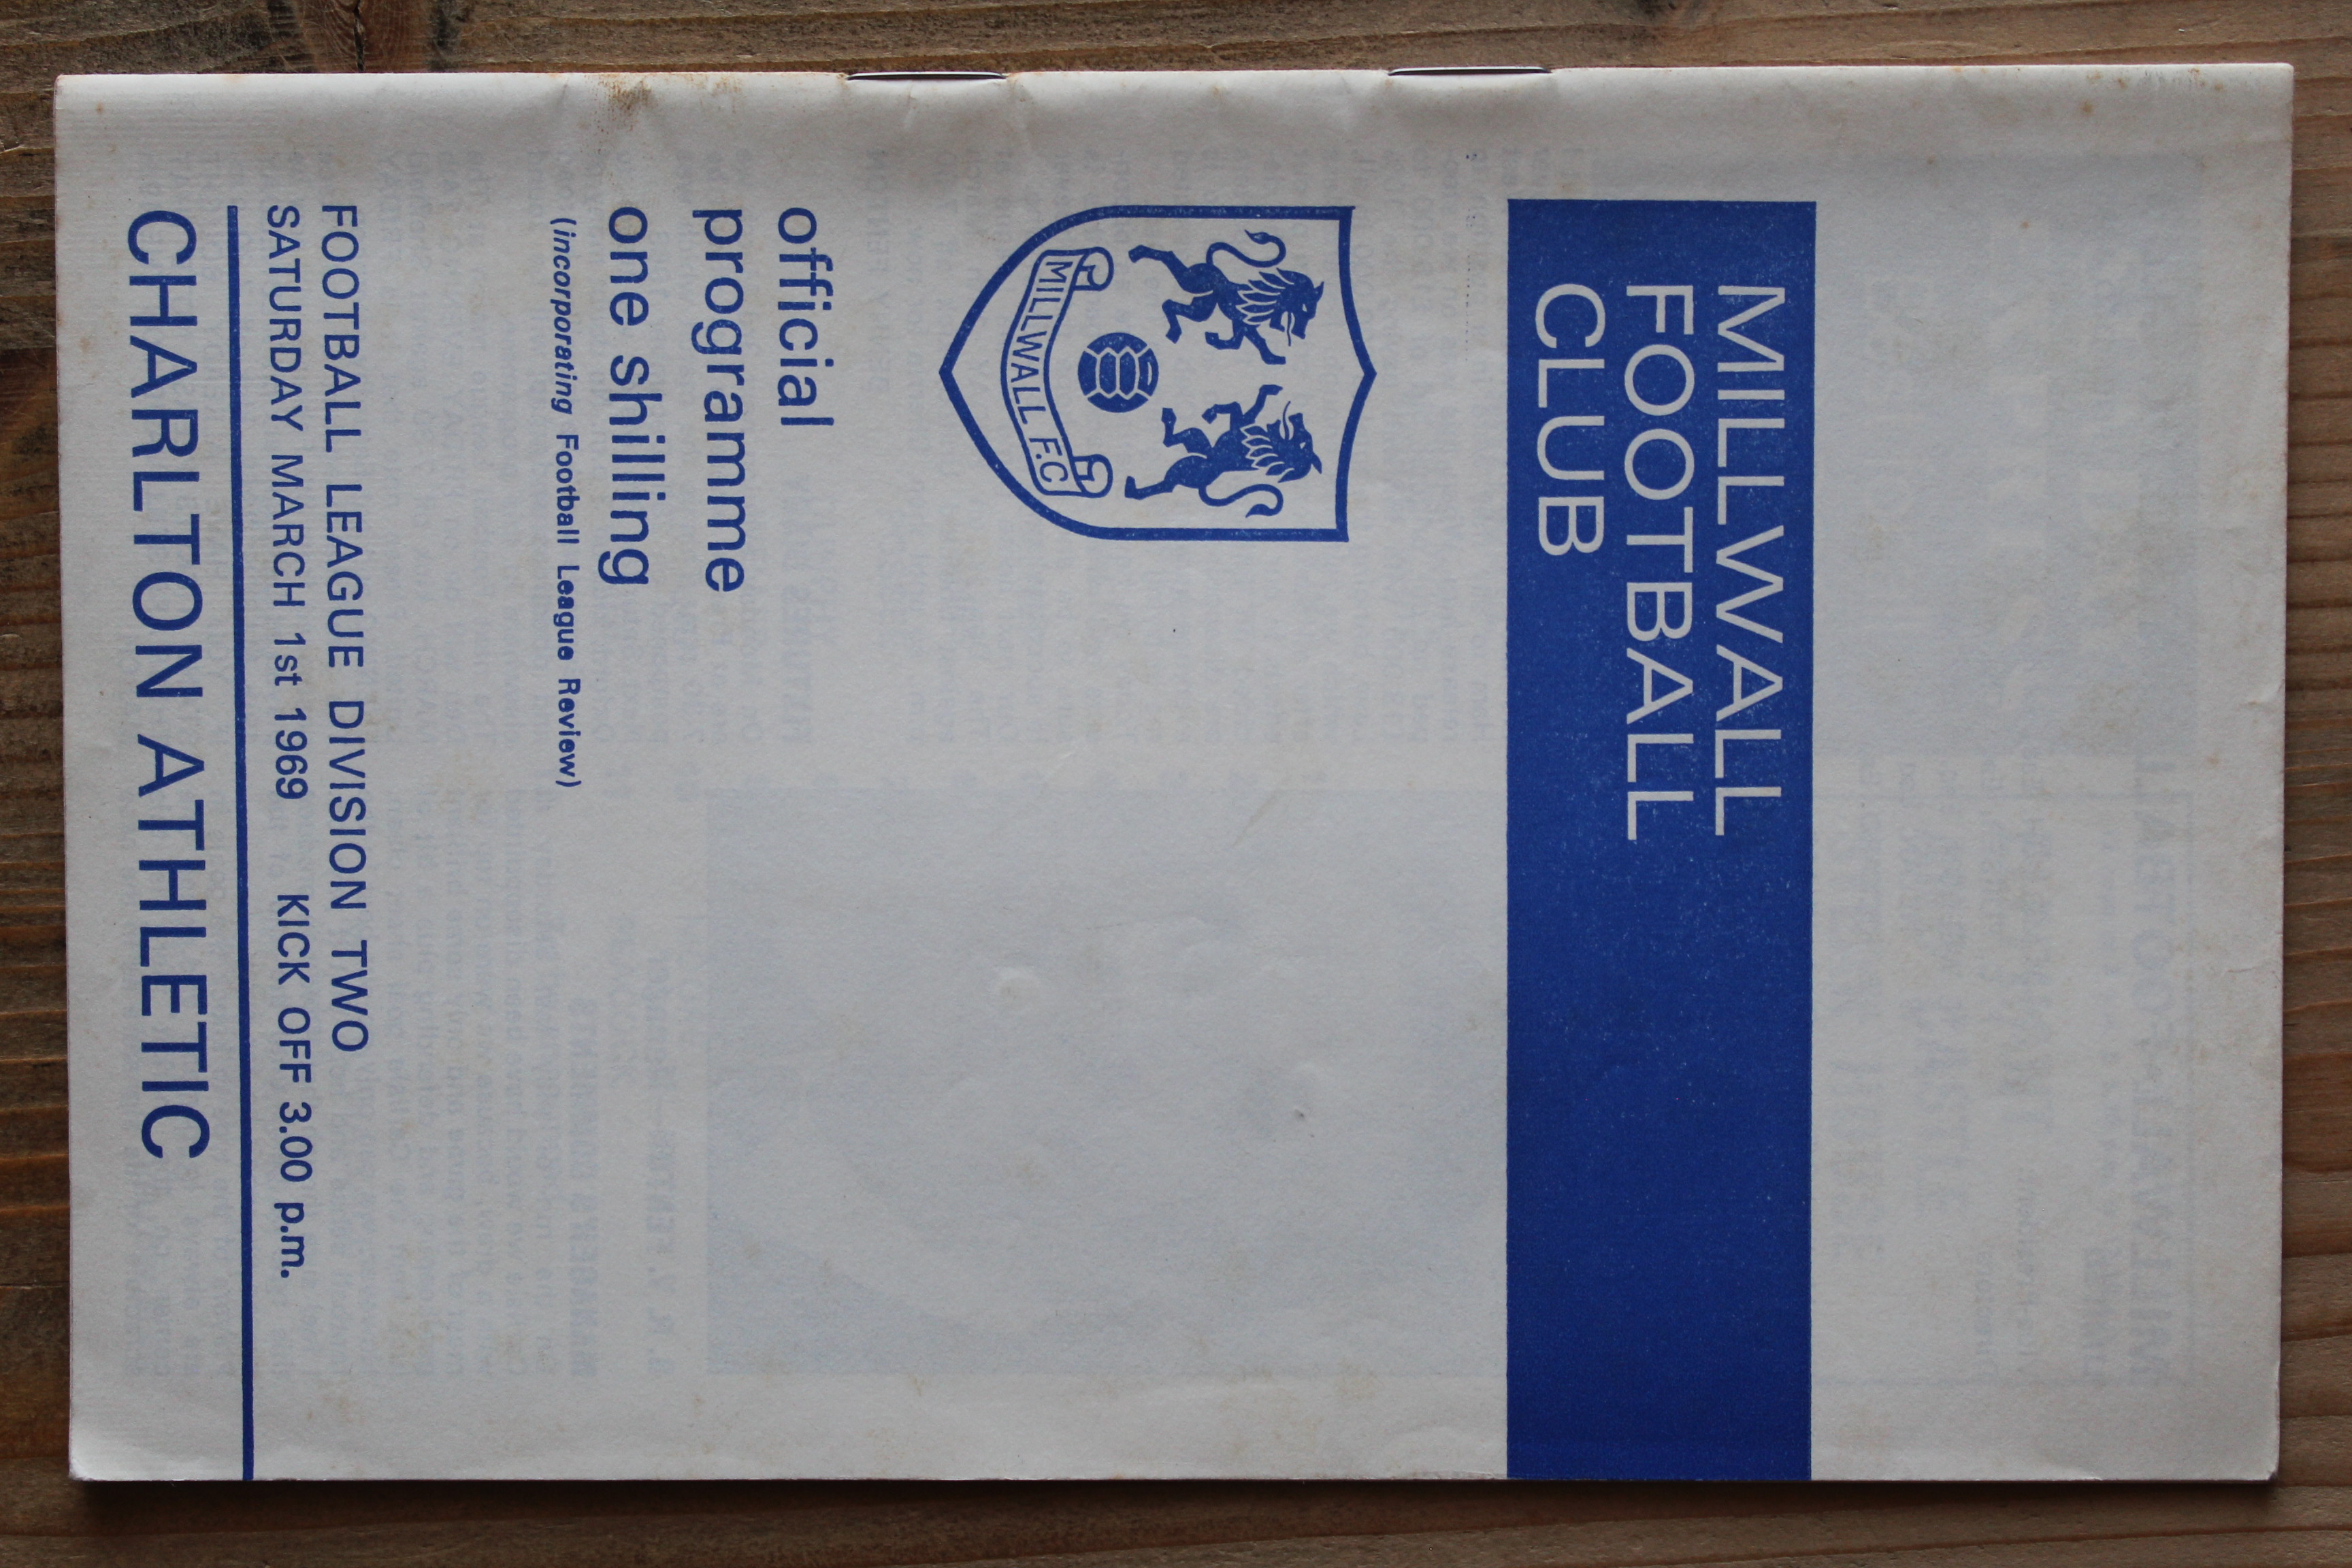 MILLWALL
FOOTBALL
CLUB
MILLWALL F.C
official
programme
one shilling
(incorporating Football League Review)
FOOTBALL LEAGUE DIVISION TWO
SATURDAY MARCH 1st 1969 KICK OFF 3.00 p.m.
CHARLTON ATHLETIC